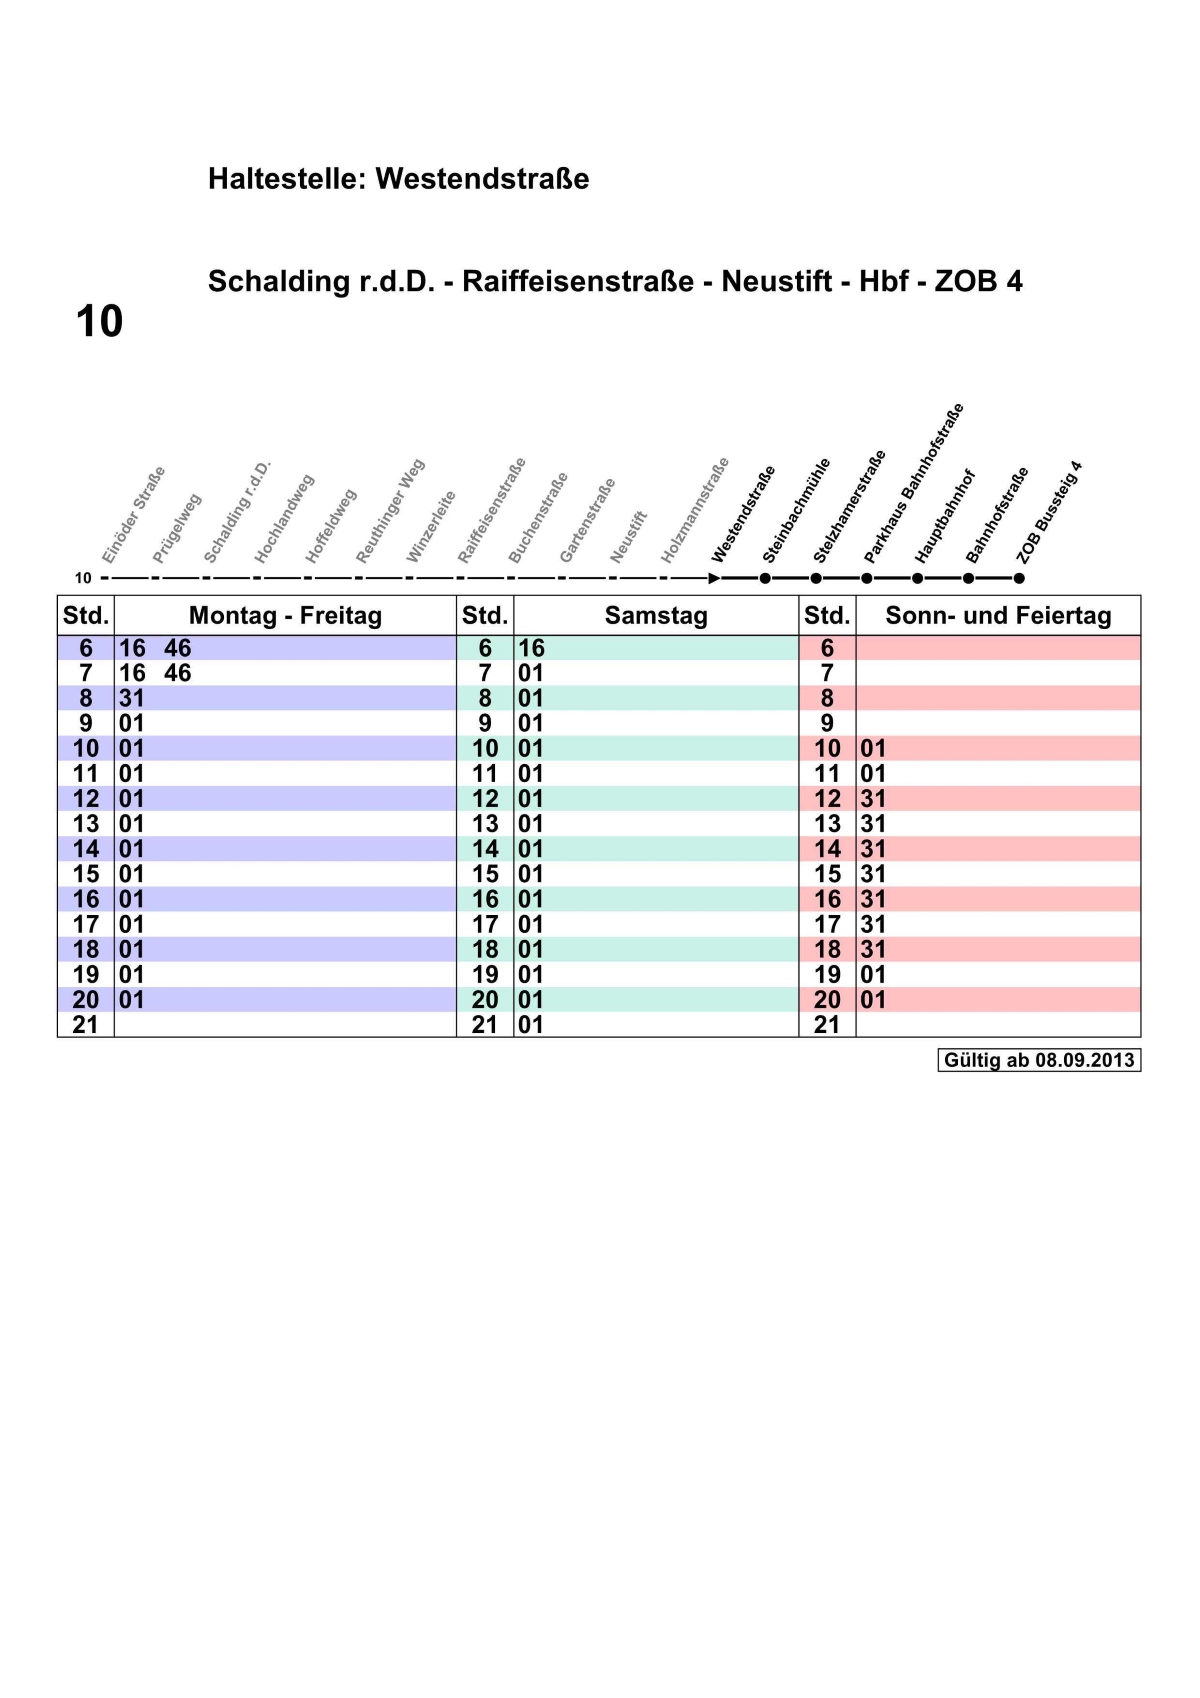 Haltestelle: Westendstraße
Schalding r.d.D. - Raiffeisenstraße - Neustift - Hbf - ZOB 4
10
Einöder Straße
Prügelweg
Schalding r.d.D.
Hochlandweg
Hoffeldweg
Reuthinger Weg
Winzerleite
Raiffeisenstraße
Buchenstraße
Gartenstraße
Neustift
Holzmannstraße
Westendstraße
Steinbachmühle
Stelzhamerstraße
Parkhaus Bahnhofstraße
Hauptbahnhof
Bahnhofstraße
ZOB Bussteig 4
10
Std. Montag - Freitag Std. Samstag Std. Sonn- und Feiertag
6 16 46 6 16 6
7 16 46 7 01 7
8 31 8 01 8
9 01 9 01 9
10 01 10 01 10 01
11 01 11 01 11 01
12 01 12 01 12 31
13 01 13 01 13 31
14 01 14 01 14 31
15 01 15 01 15 31
16 01 16 01 16 31
17 01 17 01 17 31
18 01 18 01 18 31
19 01 19 01 19 01
20 01 20 01 20 01
21 21 01 21
Gültig ab 08.09.2013